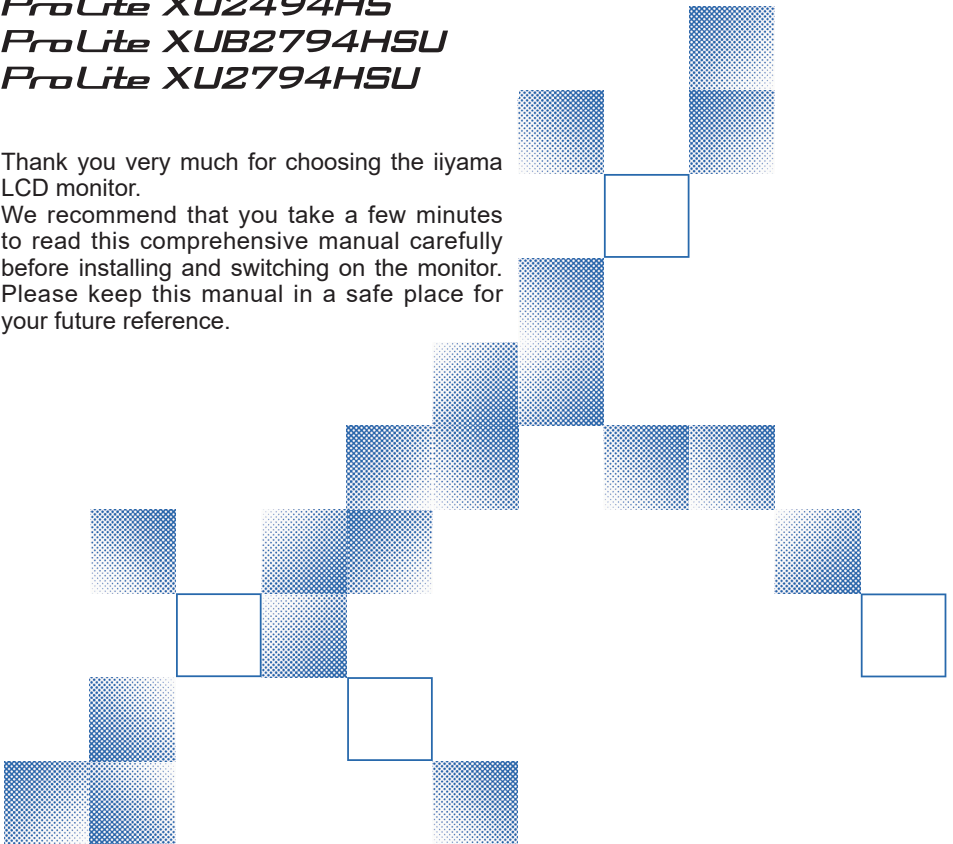 ProLite XU2494HS
ProLite XUB2794HSU
ProLite XU2794HSU
Thank you very much for choosing the iiyama
LCD monitor.
We recommend that you take a few minutes
to read this comprehensive manual carefully
before installing and switching on the monitor.
Please keep this manual in a safe place for
your future reference.